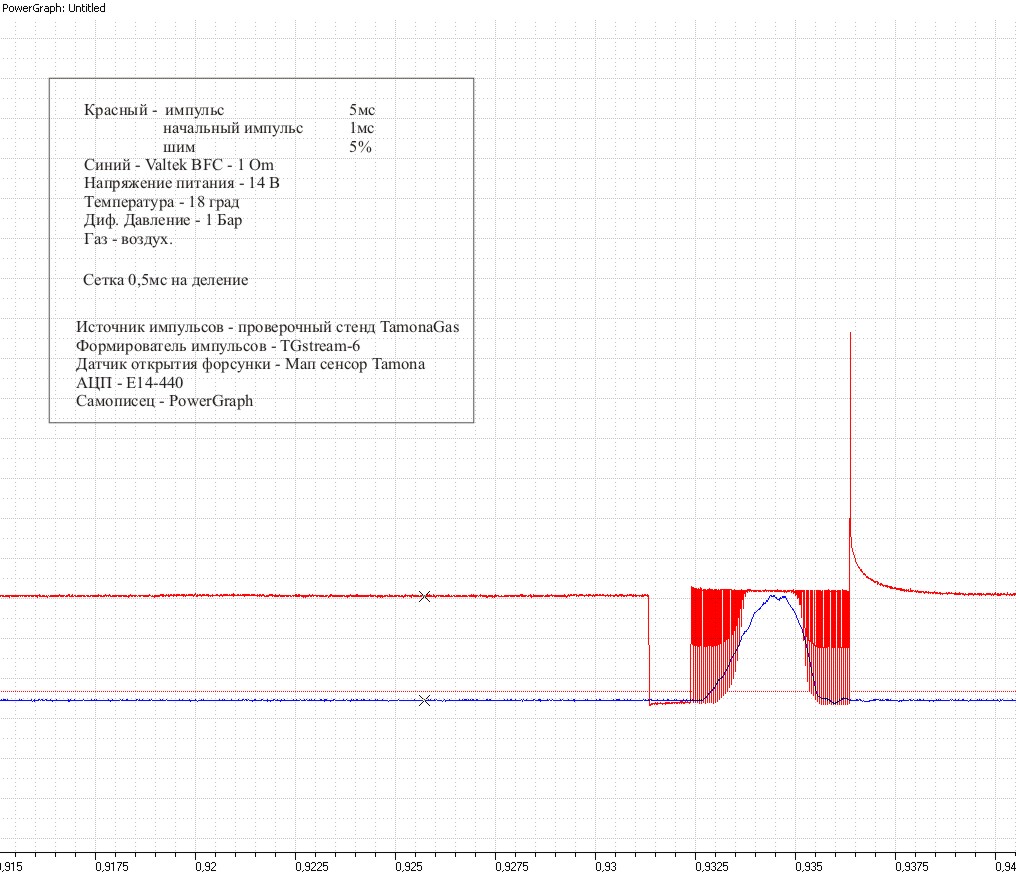 PowerGraph: Untitled
Красный - импульс 5мс
начальный импульс 1мс
шим 5%
Синий - Valtek BFC - 1 Om
Напряжение питания - 14 В
Температура - 18 град
Диф. Давление - 1 Бар
Газ - воздух.
Сетка 0,5мс на деление
Источник импульсов - проверочный стенд TamonaGas
Формирователь импульсов - TGstream-6
Датчик открытия форсунки - Мап сенсор Tamona
АЦП - E14-440
Самописец - PowerGraph
0,915 0,9175 0,92 0,9225 0,925 0,9275 0,93 0,9325 0,935 0,9375 0,94